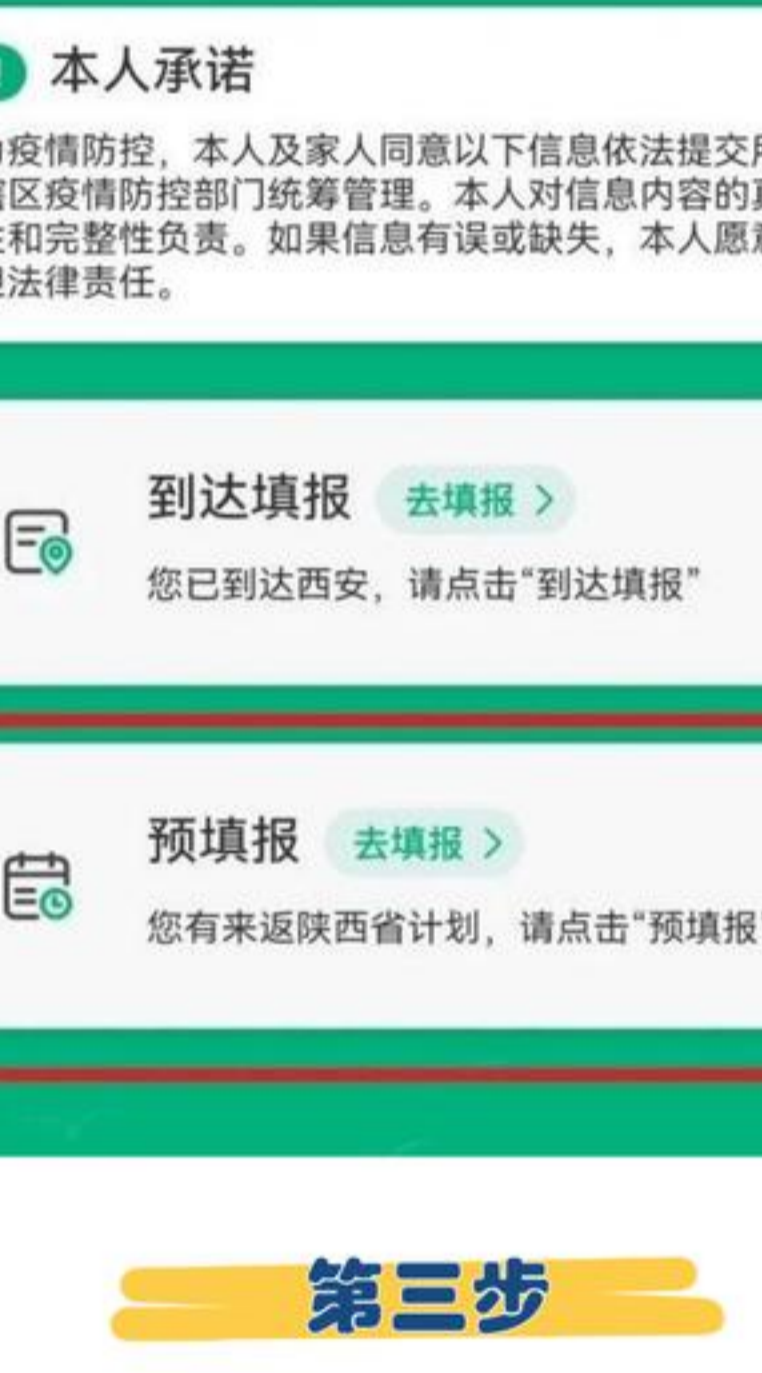 本人承诺
疫情防控，本人及家人同意以下信息依法提交
区疫情防控部门统筹管理。本人对信息内容的
和完整性负责。如果信息有误或缺失，本人愿
法律责任。
到达填报 去填报 >
您已到达西安，请点击“到达填报”
预填报 去填报 >
您有来返陕西省计划，请点击“预填报”
第三步